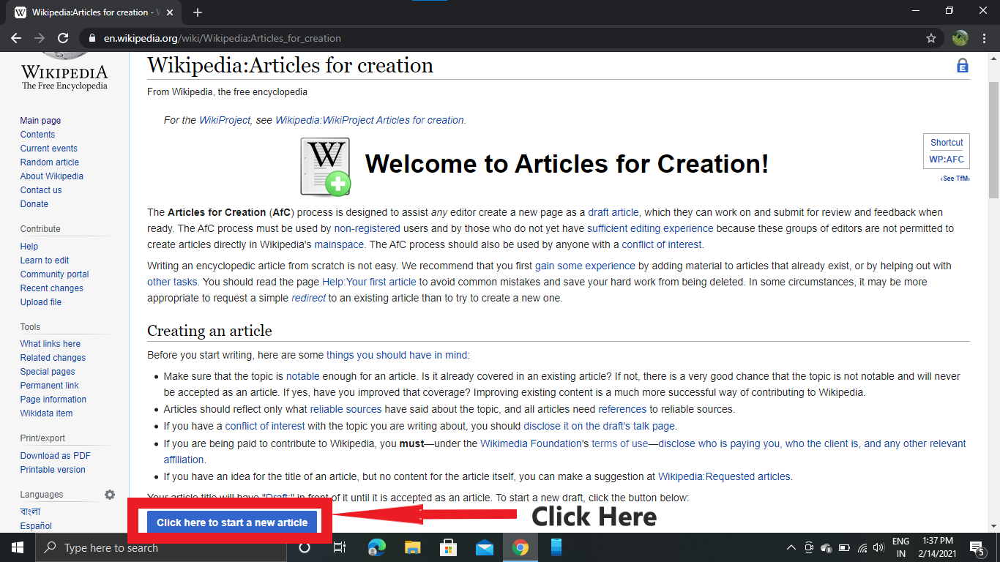 Wikipedia:Articles for creation - W
en.wikipedia.org/wiki/Wikipedia:Articles_for_creation
WIKIPEDIA
The Free Encyclopedia
Main page
Contents
Current events
Random article
About Wikipedia
Contact us
Donate
Contribute
Help
Learn to edit
Community portal
Recent changes
Upload file
Tools
What links here
Related changes
Special pages
Permanent link
Page information
Wikidata item
Print/export
Download as PDF
Printable version
Languages
বাংলা
Español
Wikipedia:Articles for creation
From Wikipedia, the free encyclopedia
For the WikiProject, see Wikipedia:WikiProject Articles for creation.
W
Welcome to Articles for Creation!
Shortcut
WP:AFC
‹See TfM›
The Articles for Creation (AfC) process is designed to assist any editor create a new page as a draft article, which they can work on and submit for review and feedback when
ready. The AfC process must be used by non-registered users and by those who do not yet have sufficient editing experience because these groups of editors are not permitted to
create articles directly in Wikipedia's mainspace. The AfC process should also be used by anyone with a conflict of interest.
Writing an encyclopedic article from scratch is not easy. We recommend that you first gain some experience by adding material to articles that already exist, or by helping out with
other tasks. You should read the page Help:Your first article to avoid common mistakes and save your hard work from being deleted. In some circumstances, it may be more
appropriate to request a simple redirect to an existing article than to try to create a new one.
Creating an article
Before you start writing, here are some things you should have in mind:
• Make sure that the topic is notable enough for an article. Is it already covered in an existing article? If not, there is a very good chance that the topic is not notable and will never
be accepted as an article. If yes, have you improved that coverage? Improving existing content is a much more successful way of contributing to Wikipedia.
• Articles should reflect only what reliable sources have said about the topic, and all articles need references to reliable sources.
• If you have a conflict of interest with the topic you are writing about, you should disclose it on the draft's talk page.
• If you are being paid to contribute to Wikipedia, you must—under the Wikimedia Foundation's terms of use—disclose who is paying you, who the client is, and any other relevant
affiliation.
• If you have an idea for the title of an article, but no content for the article itself, you can make a suggestion at Wikipedia:Requested articles.
Your article title will have "Draft:" in front of it until it is accepted as an article. To start a new draft, click the button below:
Click here to start a new article
Click Here
Type here to search
ENG
IN
1:37 PM
2/14/2021
5